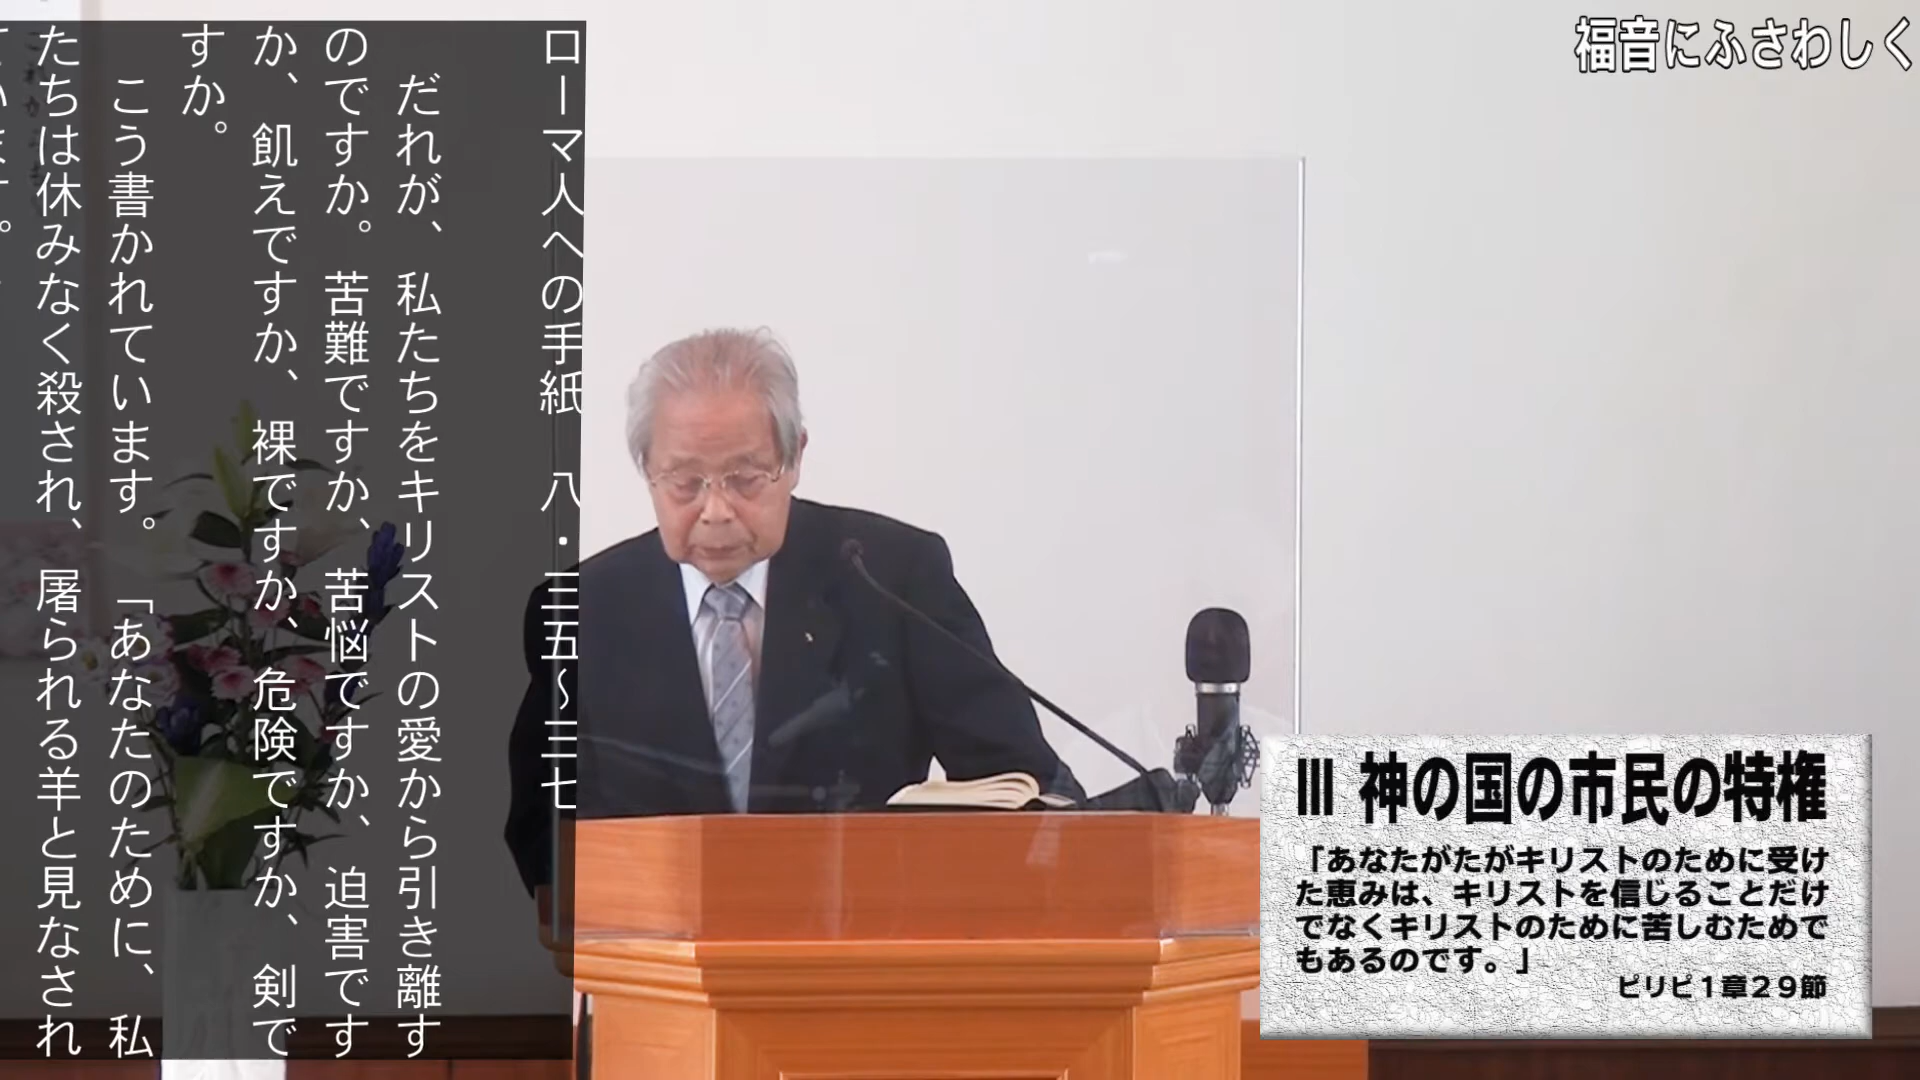 福音にふさわしく
ローマ人への手紙　八・三五〜三七
だれが、私たちをキリストの愛から引き離す
のですか。苦難ですか、苦悩ですか、迫害です
か、飢えですか、裸ですか、危険ですか、剣で
すか。
こう書かれています。「あなたのために、私
たちは休みなく殺され、屠られる羊と見なされ
Ⅲ 神の国の市民の特権
「あなたがたがキリストのために受け
た恵みは、キリストを信じることだけ
でなくキリストのために苦しむためで
もあるのです。」
ピリピ１章２９節